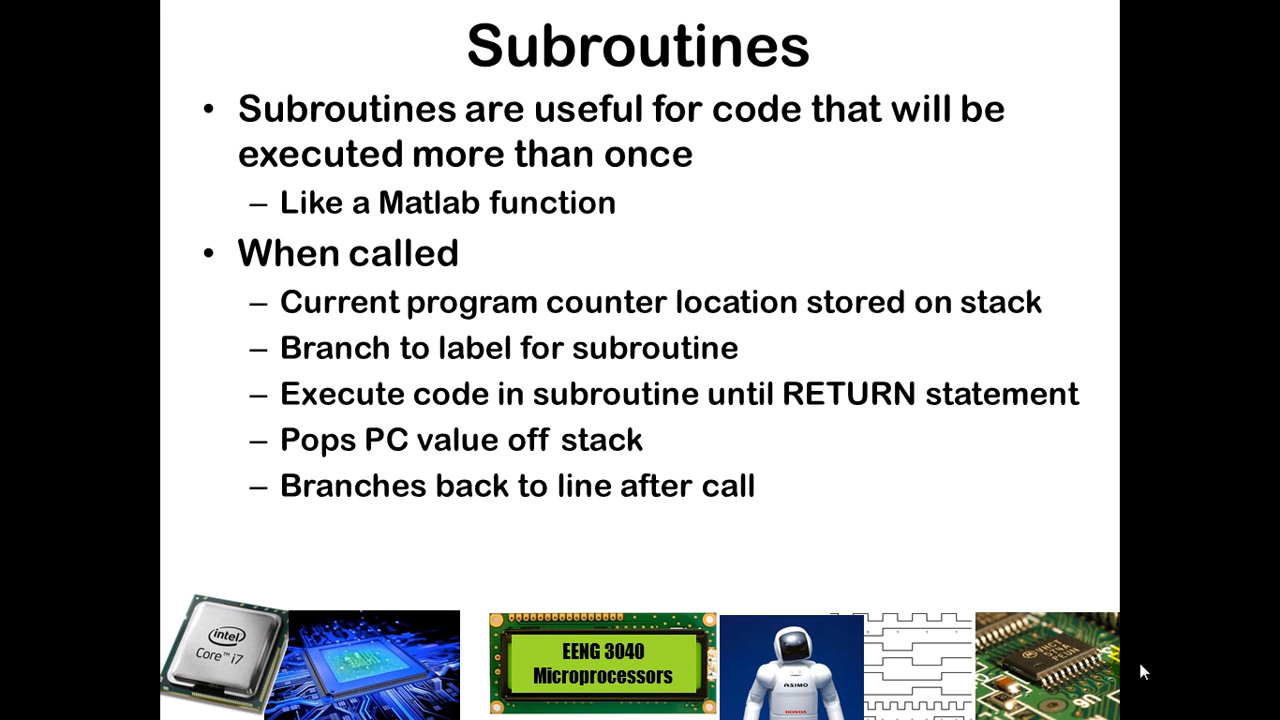 Subroutines
• Subroutines are useful for code that will be
executed more than once
– Like a Matlab function
• When called
– Current program counter location stored on stack
– Branch to label for subroutine
– Execute code in subroutine until RETURN statement
– Pops PC value off stack
– Branches back to line after call
intel
Core™ i7
EENG 3040
Microprocessors
ASIMO
HONDA